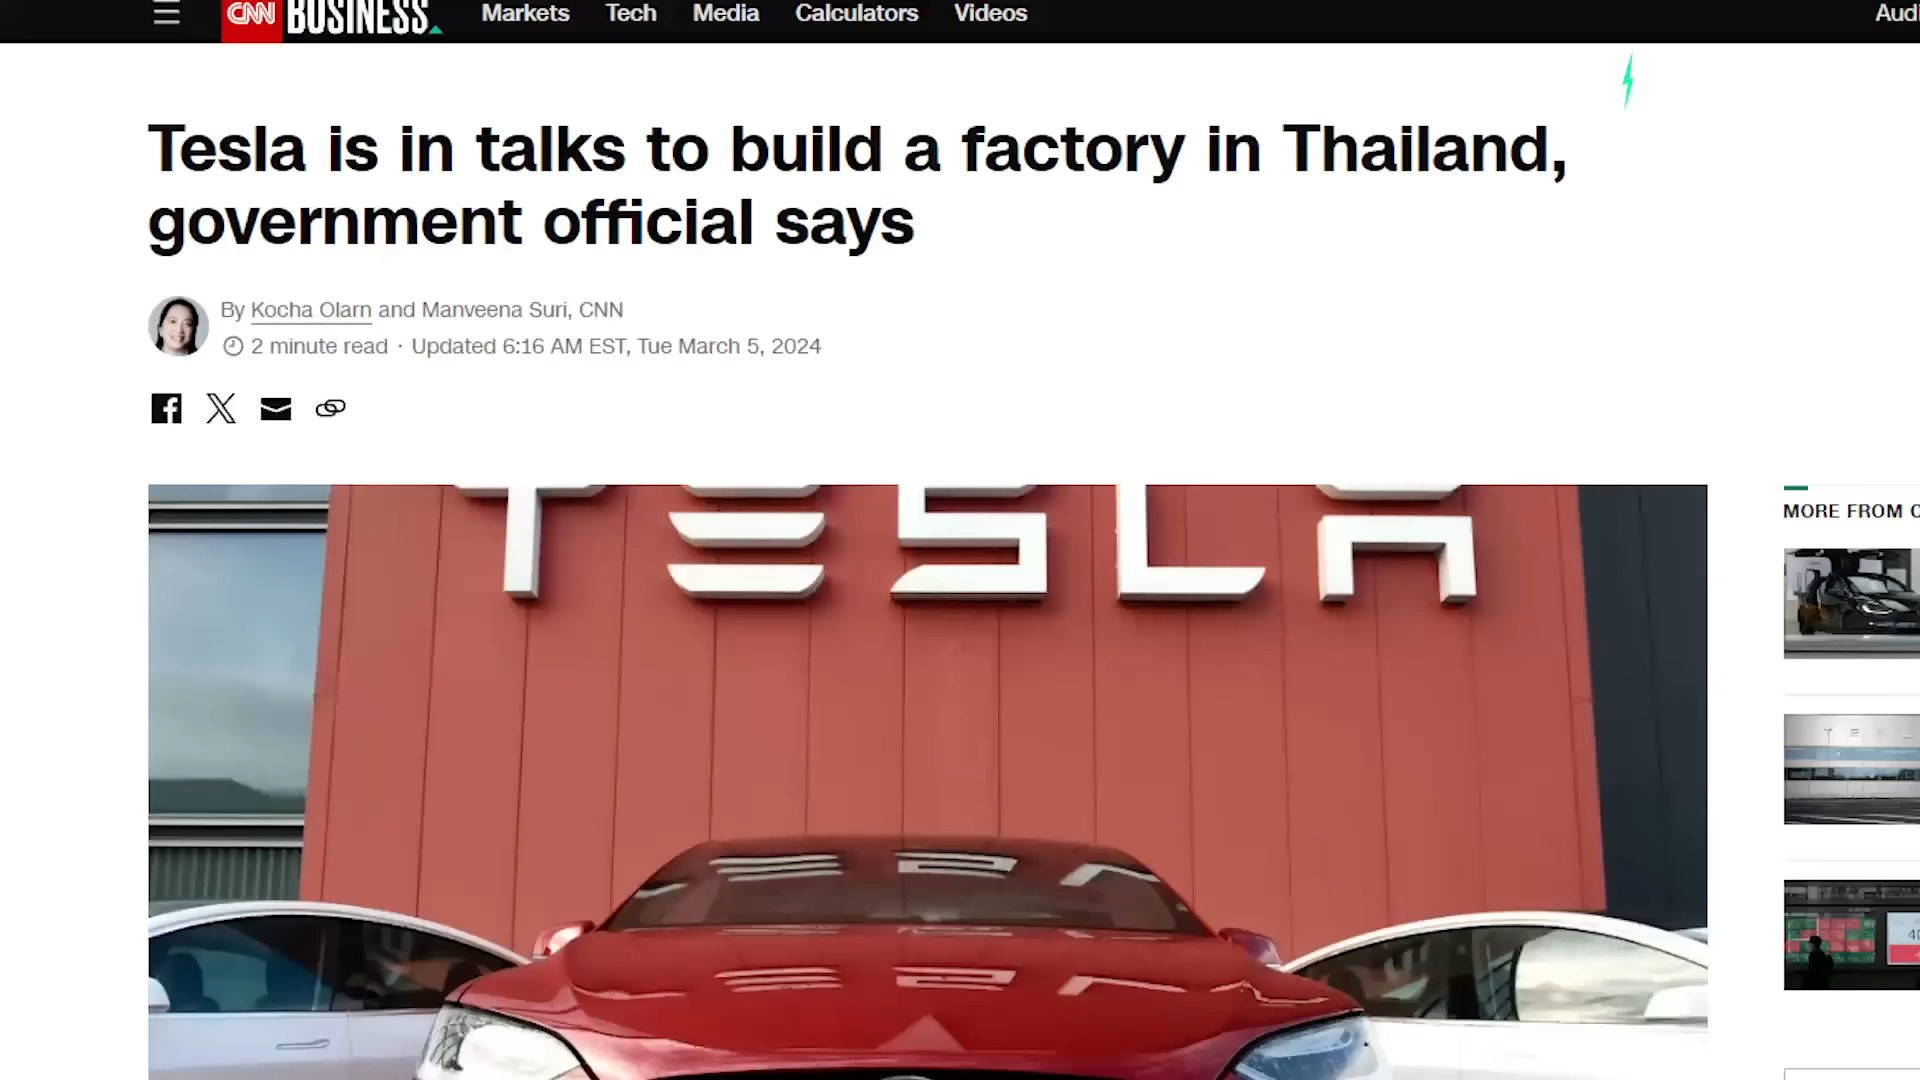 CNN BUSINESS Markets Tech Media Calculators Videos
Tesla is in talks to build a factory in Thailand,
government official says
By Kocha Olarn and Manveena Suri, CNN
2 minute read · Updated 6:16 AM EST, Tue March 5, 2024
TESLA
MORE FROM